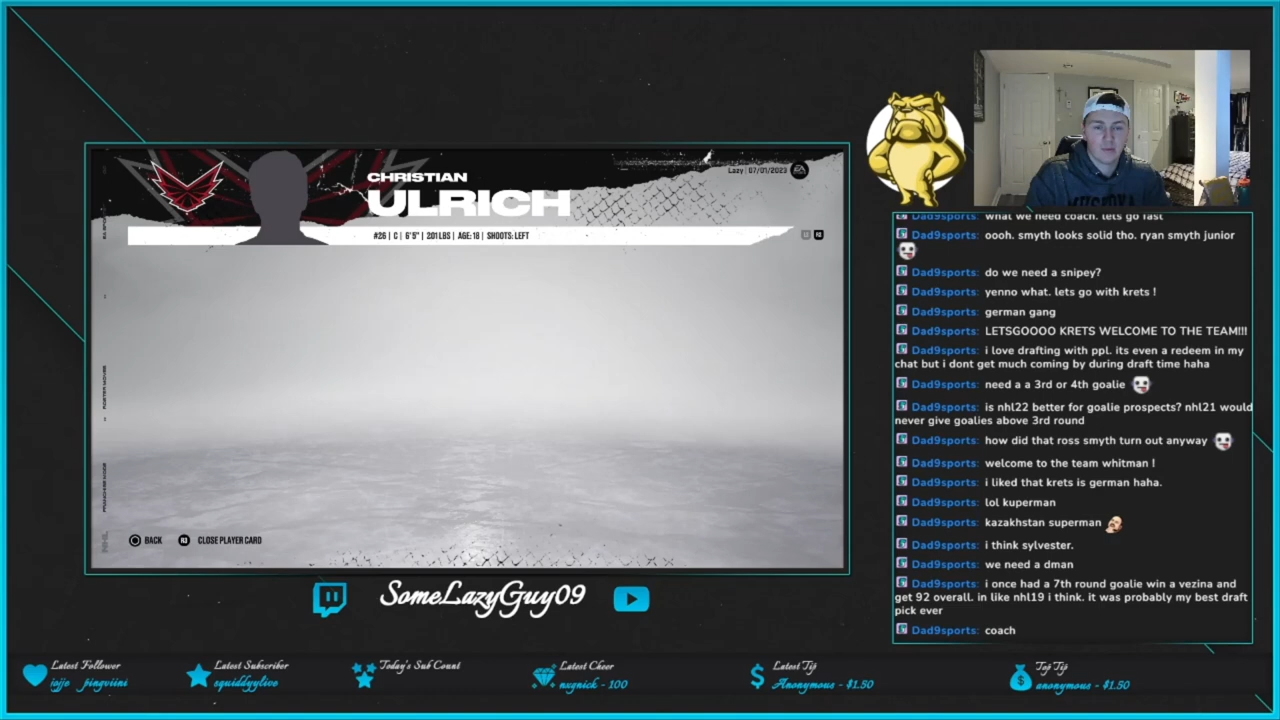 CHRISTIAN
ULRICH
Lazy | 07/01/2023
#26 | C | 6'5" | 201 LBS | AGE: 18 | SHOOTS: LEFT
BACK
R3 CLOSE PLAYER CARD
NHL
SomeLazyGuy09
Dad9sports: what we need coach. lets go fast
Dad9sports: oooh. smyth looks solid tho. ryan smyth junior
Dad9sports: do we need a snipey?
Dad9sports: yenno what. lets go with krets !
Dad9sports: german gang
Dad9sports: LETSGOOOO KRETS WELCOME TO THE TEAM!!!
Dad9sports: i love drafting with ppl. its even a redeem in my
chat but i dont get much coming by during draft time haha
Dad9sports: need a a 3rd or 4th goalie
Dad9sports: is nhl22 better for goalie prospects? nhl21 would
never give goalies above 3rd round
Dad9sports: how did that ross smyth turn out anyway
Dad9sports: welcome to the team whitman !
Dad9sports: i liked that krets is german haha.
Dad9sports: lol kuperman
Dad9sports: kazakhstan superman
Dad9sports: i think sylvester.
Dad9sports: we need a dman
Dad9sports: i once had a 7th round goalie win a vezina and
get 92 overall. in like nhl19 i think. it was probably my best draft
pick ever
Dad9sports: coach
Latest Follower
iojje_pingviini
Latest Subscriber
squiddyylive
Today's Sub Count
Latest Cheer
nxqnick - 100
Latest Tip
Anonymous - $1.50
Top Tip
anonymous - $1.50